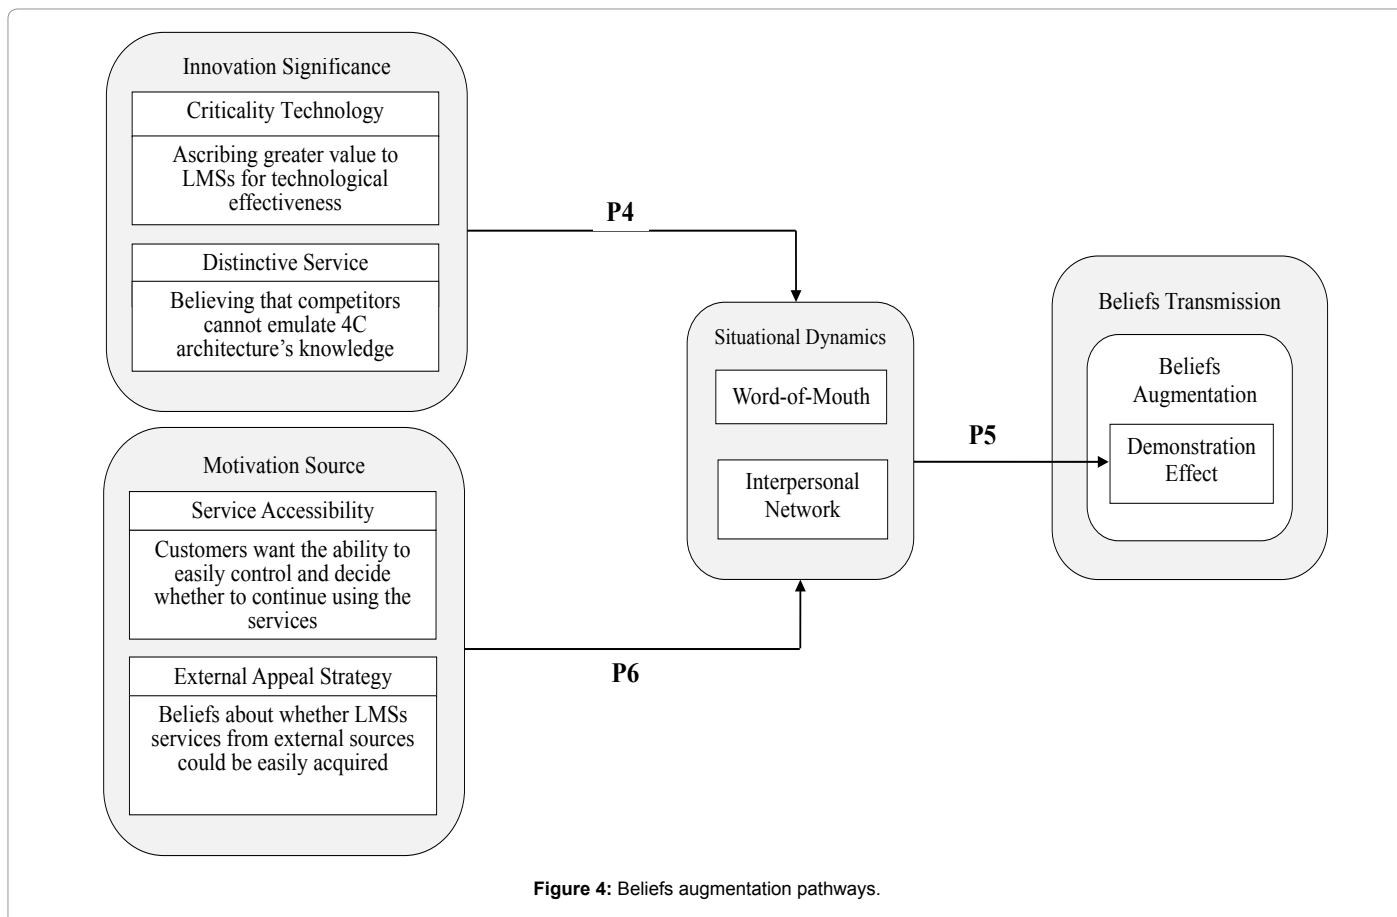 Innovation Significance
Criticality Technology
Ascribing greater value to
LMSs for technological
effectiveness
Distinctive Service
Believing that competitors
cannot emulate 4C
architecture’s knowledge
Motivation Source
Service Accessibility
Customers want the ability to
easily control and decide
whether to continue using the
services
External Appeal Strategy
Beliefs about whether LMSs
services from external sources
could be easily acquired
P4
P6
Situational Dynamics
Word-of-Mouth
Interpersonal
Network
P5
Beliefs Transmission
Beliefs
Augmentation
Demonstration
Effect
Figure 4: Beliefs augmentation pathways.